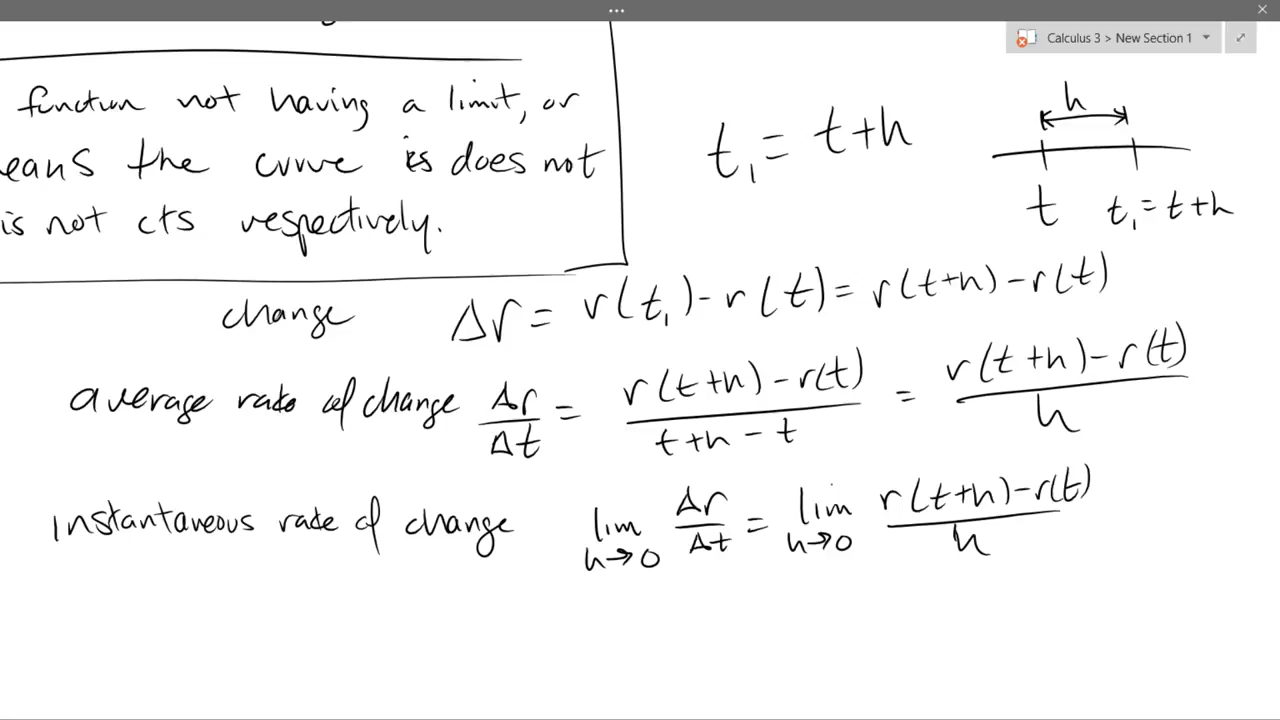 Calculus 3 > New Section 1
function not having a limit, or
eans the curve is does not
is not cts respectively.
t₁ = t+h
h
t t₁ = t+h
change Δr = r(t₁) - r(t) = r(t+h) - r(t)
average rate of change Δr/Δt = (r(t+h) - r(t))/(t+h - t) = (r(t+h) - r(t))/h
instantaneous rate of change lim h→0 Δr/Δt = lim h→0 (r(t+h) - r(t))/h